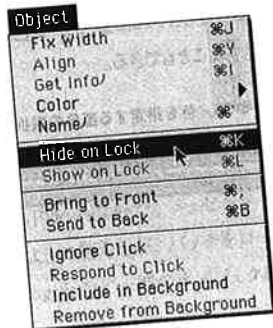 Object
Fix Width ⌘J
Align ⌘Y
Get Info/ ⌘I
Color
Name/ ⌘'
Hide on Lock ⌘K
Show on Lock ⌘L
Bring to Front ⌘;
Send to Back ⌘B
Ignore Click
Respond to Click
Include in Background
Remove from Background